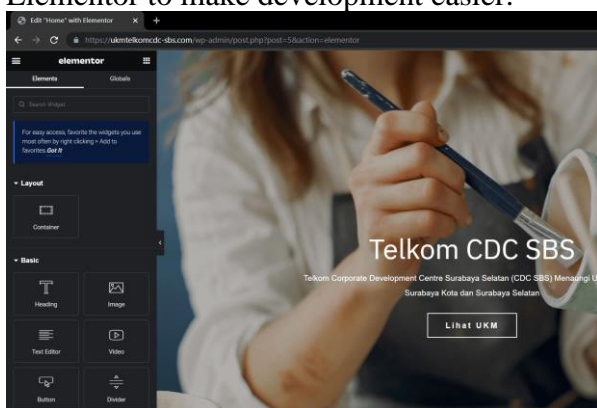 Elementor to make development easier.
Edit "Home" with Elementor
https://ukmtelkomcdc-sbs.com/wp-admin/post.php?post=5&action=elementor
elementor
Elements Globals
Search Widget...
For easy access, favorite the widgets you use
most often by right clicking > Add to
favorites. Got It
Layout
Container
Basic
Heading Image
Text Editor Video
Button Divider
Telkom CDC SBS
Telkom Corporate Development Centre Surabaya Selatan (CDC SBS) Menaungi U
Surabaya Kota dan Surabaya Selatan
Lihat UKM